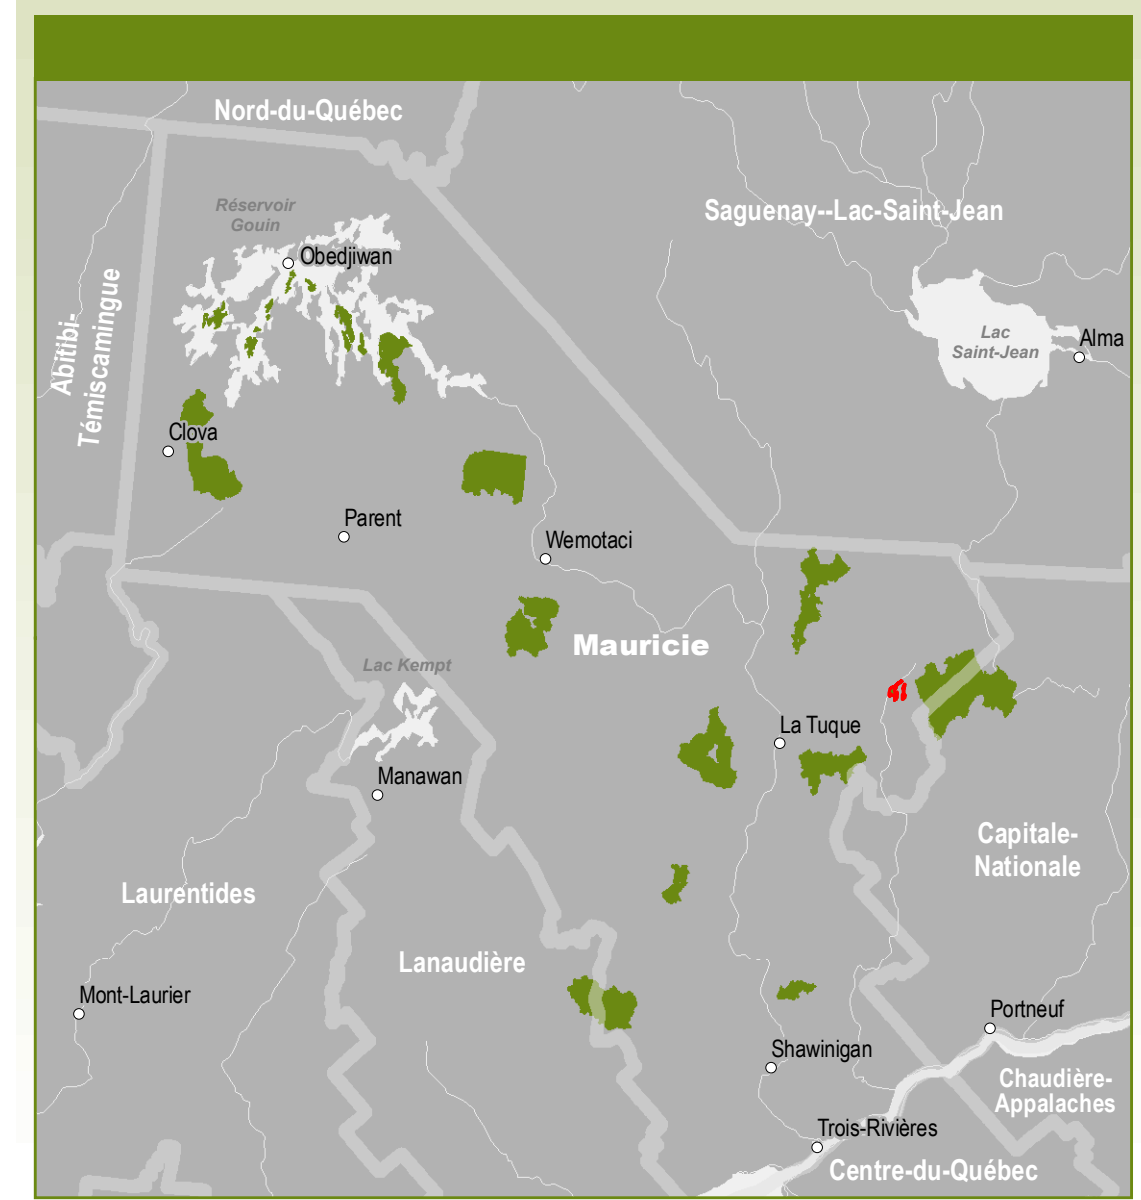 Nord-du-Québec
Réservoir
Gouin
Saguenay--Lac-Saint-Jean
Obedjiwan
Abitibi-
Témiscamingue
Lac
Saint-Jean
Alma
Clova
Parent
Wemotaci
Mauricie
Lac Kempt
La Tuque
Manawan
Capitale-
Nationale
Laurentides
Lanaudière
Mont-Laurier
Portneuf
Shawinigan
Chaudière-
Appalaches
Trois-Rivières
Centre-du-Québec